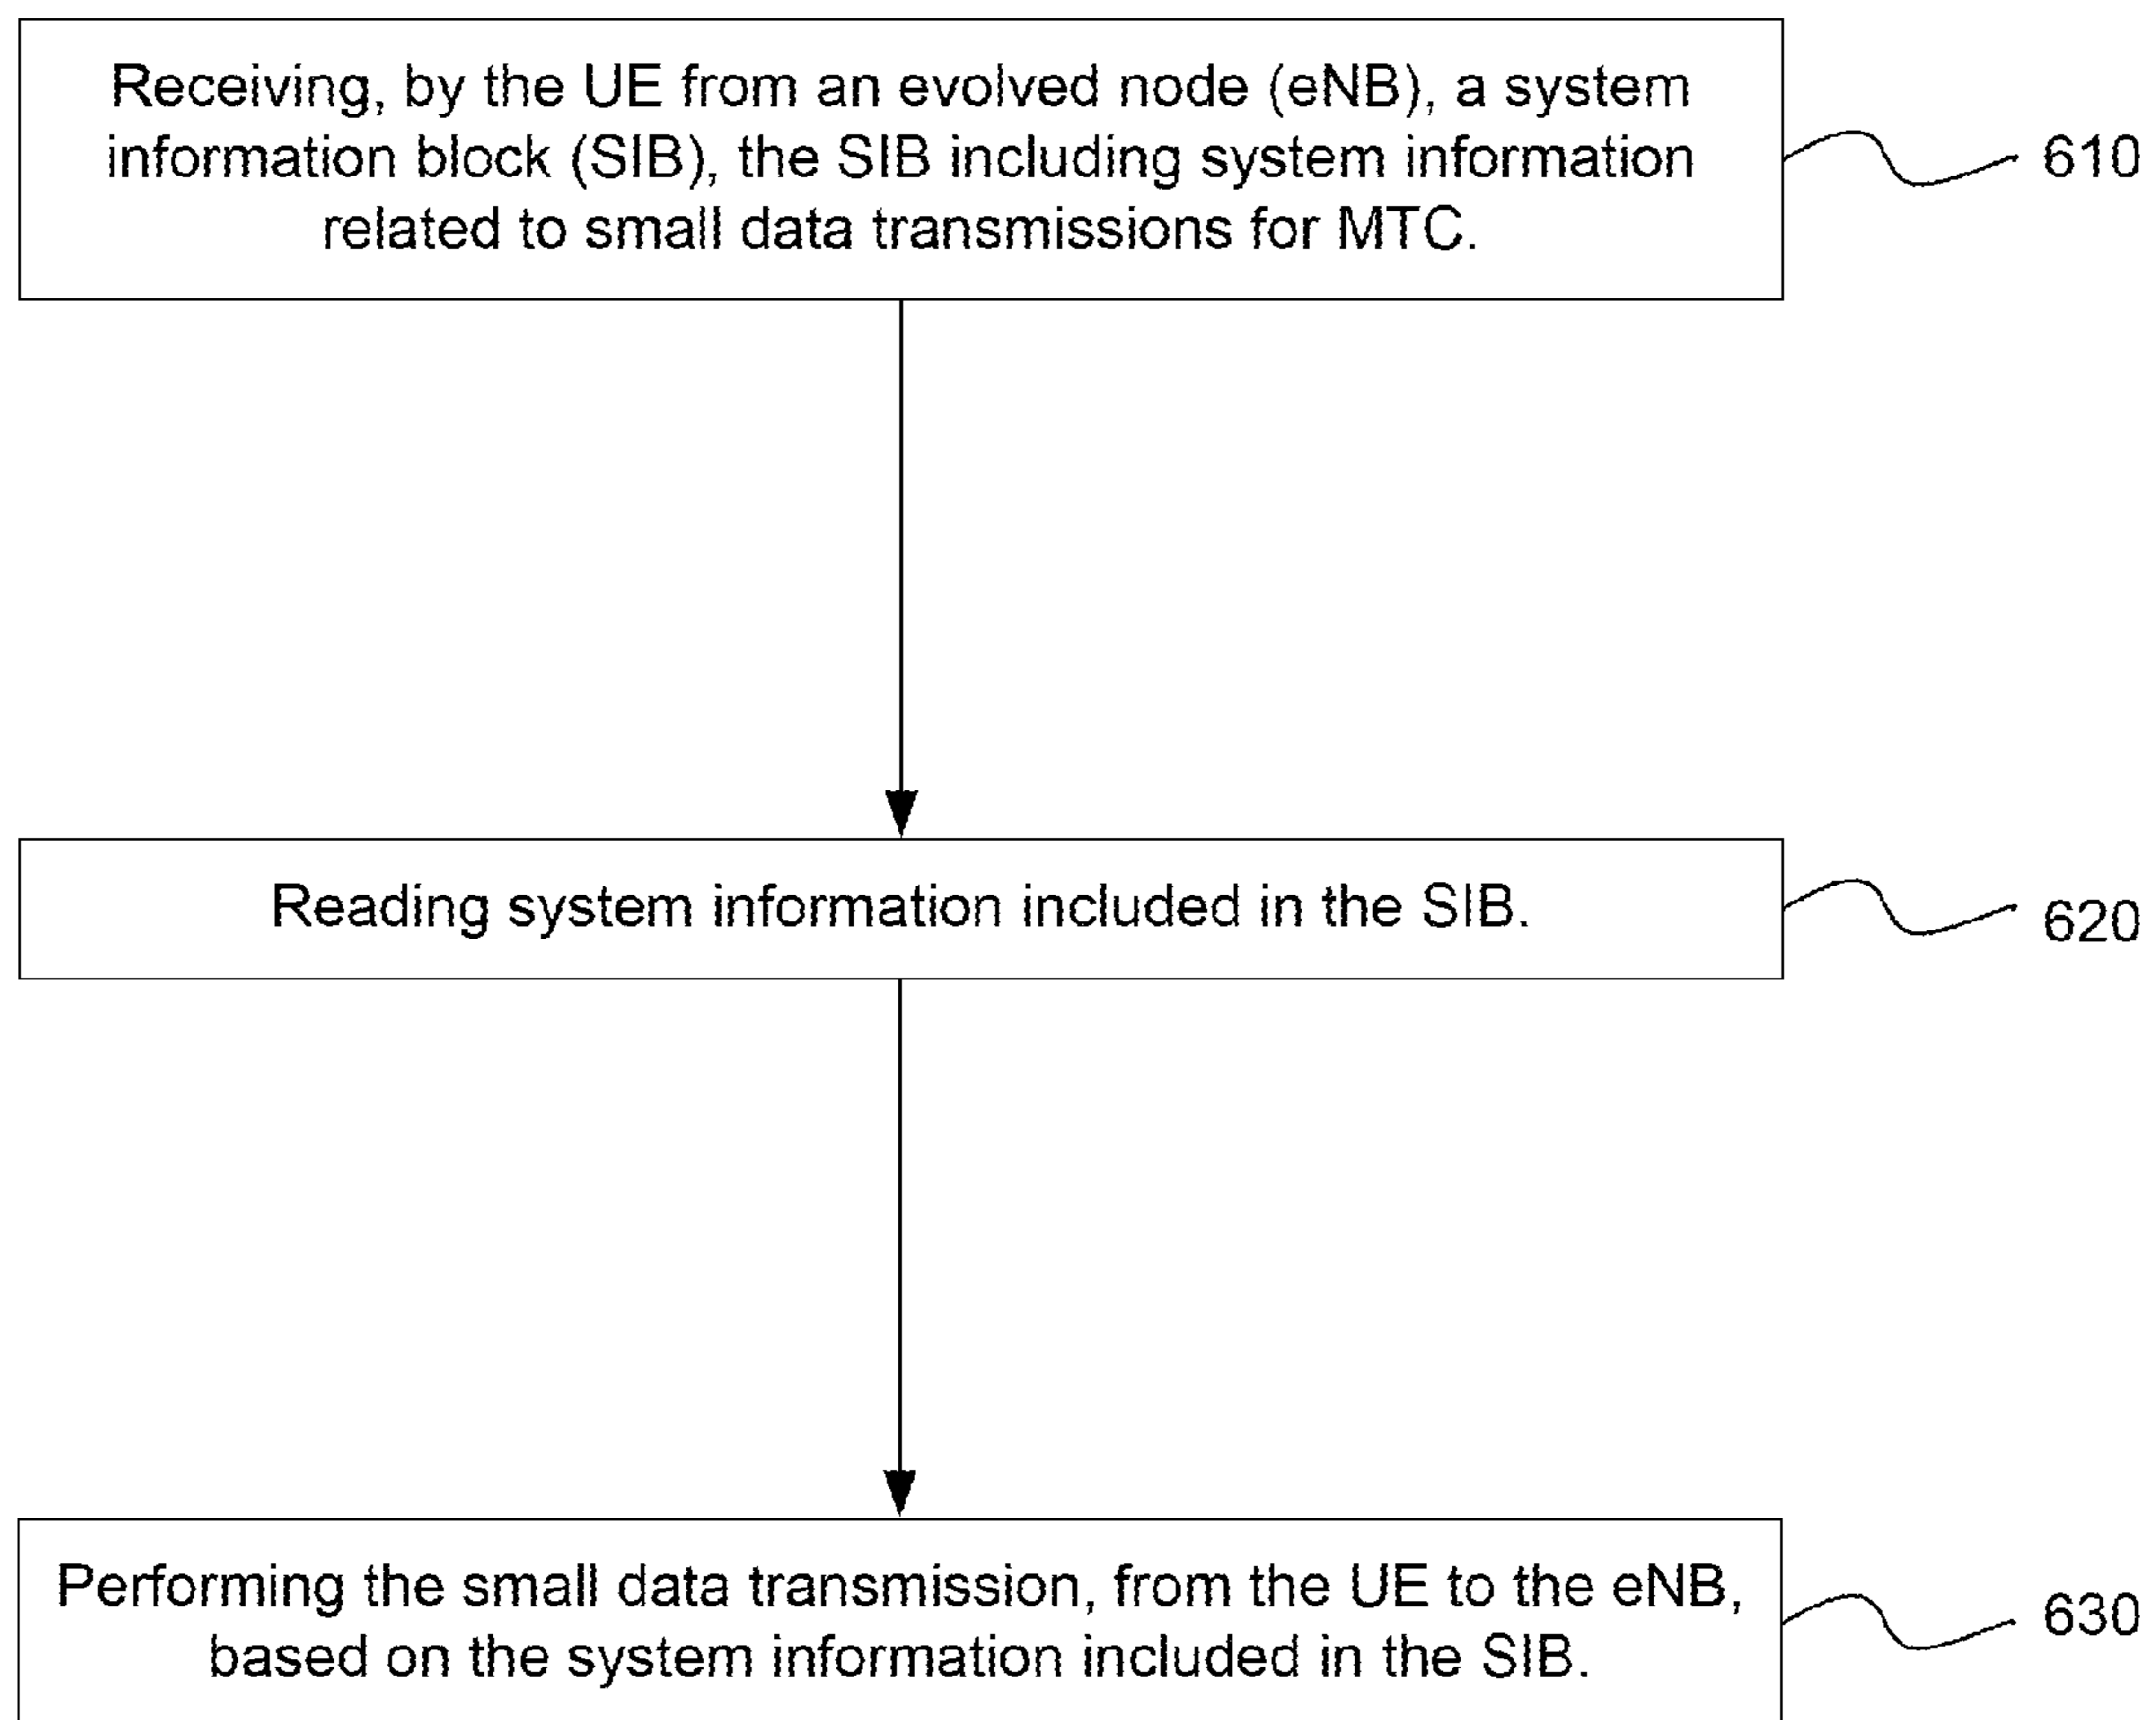 Receiving, by the UE from an evolved node (eNB), a system
information block (SIB), the SIB including system information
related to small data transmissions for MTC.
610
Reading system information included in the SIB.
620
Performing the small data transmission, from the UE to the eNB,
based on the system information included in the SIB.
630